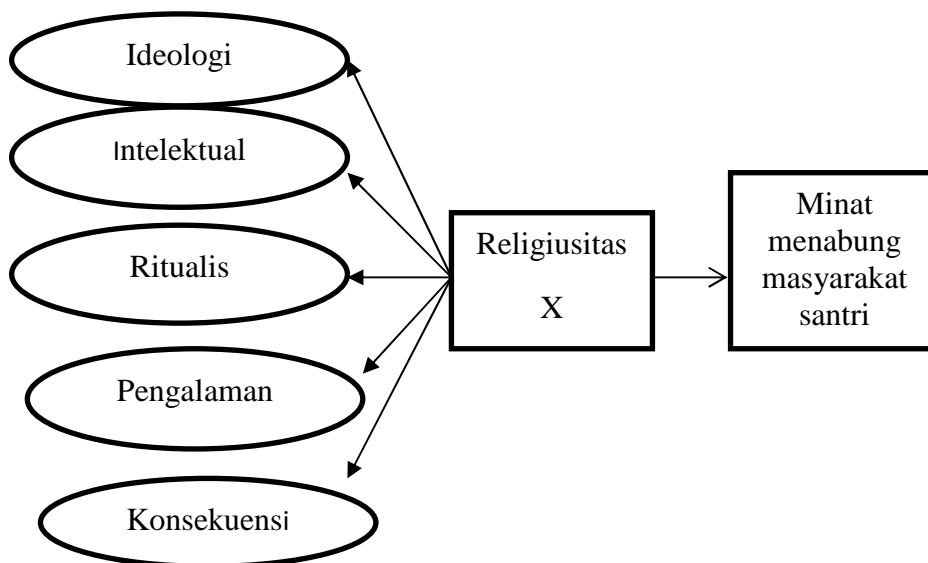 Ideologi
Intelektual
Ritualis
Pengalaman
Konsekuensi
Religiusitas
X
Minat
menabung
masyarakat
santri